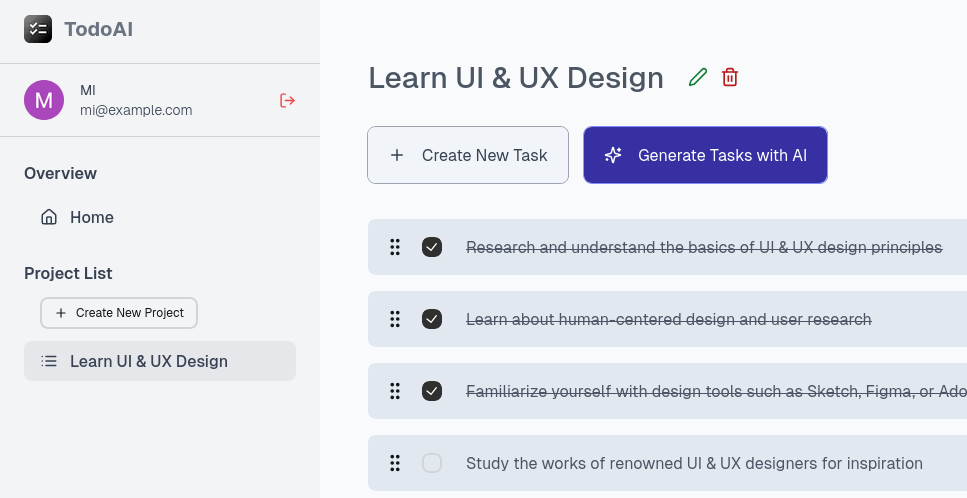 TodoAI
M
MI
mi@example.com
Overview
Home
Project List
Create New Project
Learn UI & UX Design
Learn UI & UX Design
Create New Task
Generate Tasks with AI
Research and understand the basics of UI & UX design principles
Learn about human-centered design and user research
Familiarize yourself with design tools such as Sketch, Figma, or Ado
Study the works of renowned UI & UX designers for inspiration